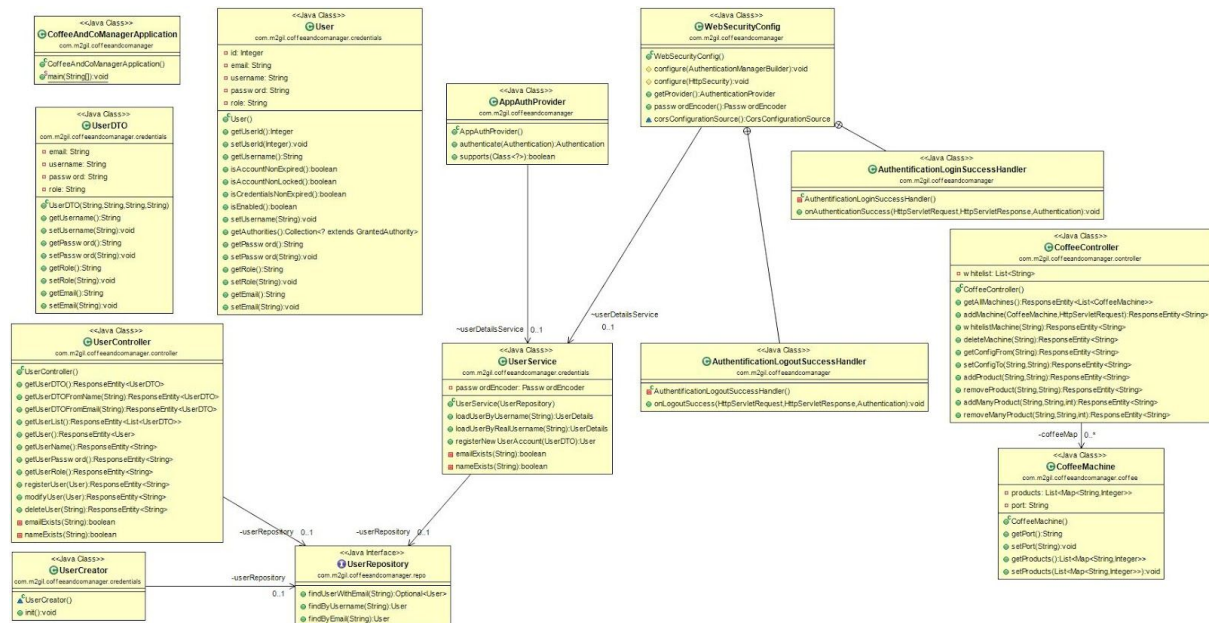 <<Java Class>>
CoffeeAndCoManagerApplication
com.m2gil.coffeeandcomanager
CoffeeAndCoManagerApplication()
main(String[]):void
<<Java Class>>
User
com.m2gil.coffeeandcomanager.credentials
id: Integer
email: String
username: String
password: String
role: String
User()
getUserId():Integer
setUserId(Integer):void
getUsername():String
isAccountNonExpired():boolean
isAccountNonLocked():boolean
isCredentialsNonExpired():boolean
isEnabled():boolean
setUsername(String):void
getAuthorities():Collection<? extends GrantedAuthority>
getPassword():String
setPassword(String):void
getRole():String
setRole(String):void
getEmail():String
setEmail(String):void
<<Java Class>>
WebSecurityConfig
com.m2gil.coffeeandcomanager
WebSecurityConfig()
configure(AuthenticationManagerBuilder):void
configure(HttpSecurity):void
getProvider():AuthenticationProvider
passwordEncoder():PasswordEncoder
corsConfigurationSource():CorsConfigurationSource
<<Java Class>>
AppAuthProvider
com.m2gil.coffeeandcomanager
AppAuthProvider()
authenticate(Authentication):Authentication
supports(Class<?>):boolean
<<Java Class>>
UserDTO
com.m2gil.coffeeandcomanager.credentials
email: String
username: String
password: String
role: String
UserDTO(String,String,String,String)
getUsername():String
setUsername(String):void
getPassword():String
setPassword(String):void
getRole():String
setRole(String):void
getEmail():String
setEmail(String):void
<<Java Class>>
AuthentificationLoginSuccessHandler
com.m2gil.coffeeandcomanager
AuthentificationLoginSuccessHandler()
onAuthenticationSuccess(HttpServletRequest,HttpServletResponse,Authentication):void
<<Java Class>>
CoffeeController
com.m2gil.coffeeandcomanager.controller
whitelist: List<String>
CoffeeController()
getAllMachines():ResponseEntity<List<CoffeeMachine>>
addMachine(CoffeeMachine,HttpServletRequest):ResponseEntity<String>
whitelistMachine(String):ResponseEntity<String>
deleteMachine(String):ResponseEntity<String>
getConfigFrom(String):ResponseEntity<String>
setConfigTo(String,String):ResponseEntity<String>
addProduct(String,String):ResponseEntity<String>
removeProduct(String,String):ResponseEntity<String>
addManyProduct(String,String,int):ResponseEntity<String>
removeManyProduct(String,String,int):ResponseEntity<String>
~userDetailsService
0..1
~userDetailsService 0..1
<<Java Class>>
UserController
com.m2gil.coffeeandcomanager.controller
UserController()
getUserDTO():ResponseEntity<UserDTO>
getUserDTOFromName(String):ResponseEntity<UserDTO>
getUserDTOFromEmail(String):ResponseEntity<UserDTO>
getUserList():ResponseEntity<List<UserDTO>>
getUser():ResponseEntity<User>
getUserName():ResponseEntity<String>
getUserPassword():ResponseEntity<String>
getUserRole():ResponseEntity<String>
registerUser(User):ResponseEntity<String>
modifyUser(User):ResponseEntity<String>
deleteUser(String):ResponseEntity<String>
emailExists(String):boolean
nameExists(String):boolean
<<Java Class>>
UserService
com.m2gil.coffeeandcomanager.credentials
passwordEncoder: PasswordEncoder
UserService(UserRepository)
loadUserByUsername(String):UserDetails
loadUserByRealUsername(String):UserDetails
registerNewUserAccount(UserDTO):User
emailExists(String):boolean
nameExists(String):boolean
<<Java Class>>
AuthentificationLogoutSuccessHandler
com.m2gil.coffeeandcomanager
AuthentificationLogoutSuccessHandler()
onLogoutSuccess(HttpServletRequest,HttpServletResponse,Authentication):void
-coffeeMap 0..*
<<Java Class>>
CoffeeMachine
com.m2gil.coffeeandcomanager.coffee
products: List<Map<String,Integer>>
port: String
CoffeeMachine()
getPort():String
setPort(String):void
getProducts():List<Map<String,Integer>>
setProducts(List<Map<String,Integer>>):void
-userRepository 0..1
-userRepository 0..1
<<Java Class>>
UserCreator
com.m2gil.coffeeandcomanager.credentials
UserCreator()
init():void
-userRepository
0..1
<<Java Interface>>
UserRepository
com.m2gil.coffeeandcomanager.repo
findUserWithEmail(String):Optional<User>
findByUsername(String):User
findByEmail(String):User